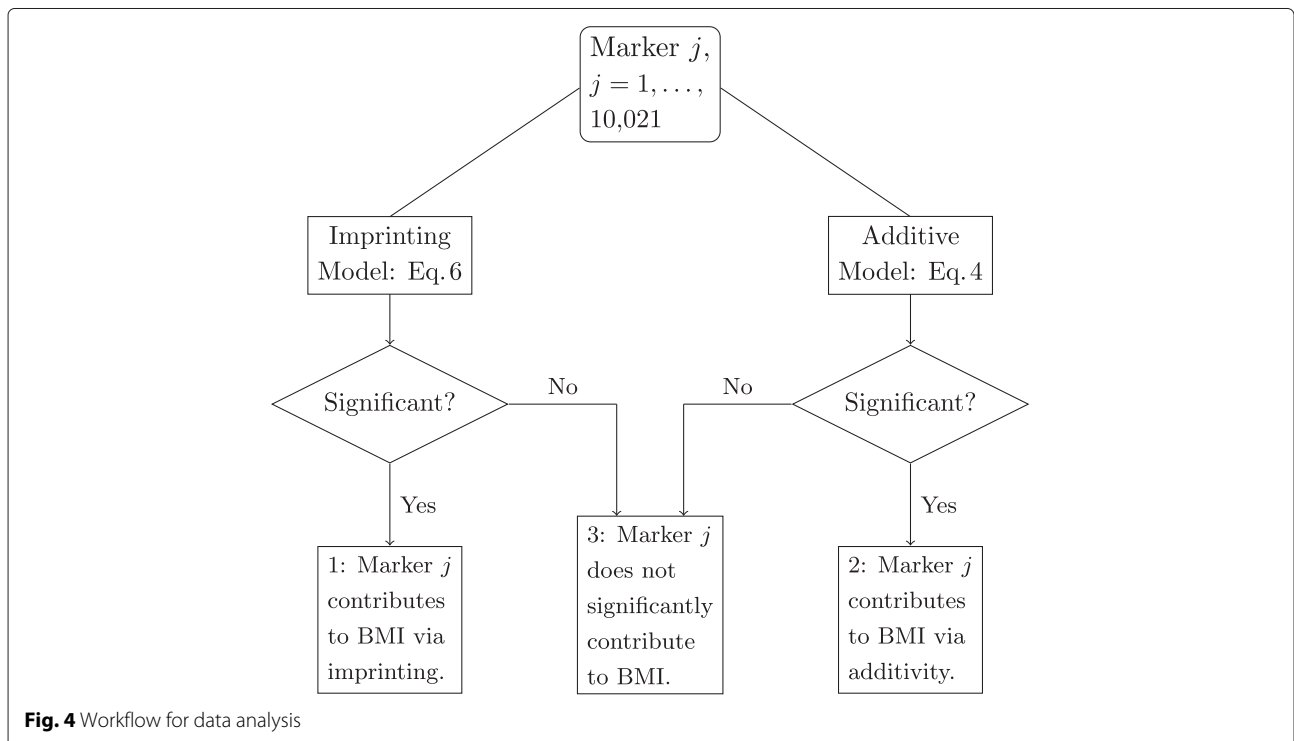 Marker j,
j = 1, . . . ,
10,021
Imprinting
Model: Eq. 6
Additive
Model: Eq. 4
Significant?
No
No
Significant?
Yes
Yes
1: Marker j
contributes
to BMI via
imprinting.
3: Marker j
does not
significantly
contribute
to BMI.
2: Marker j
contributes
to BMI via
additivity.
Fig. 4 Workflow for data analysis